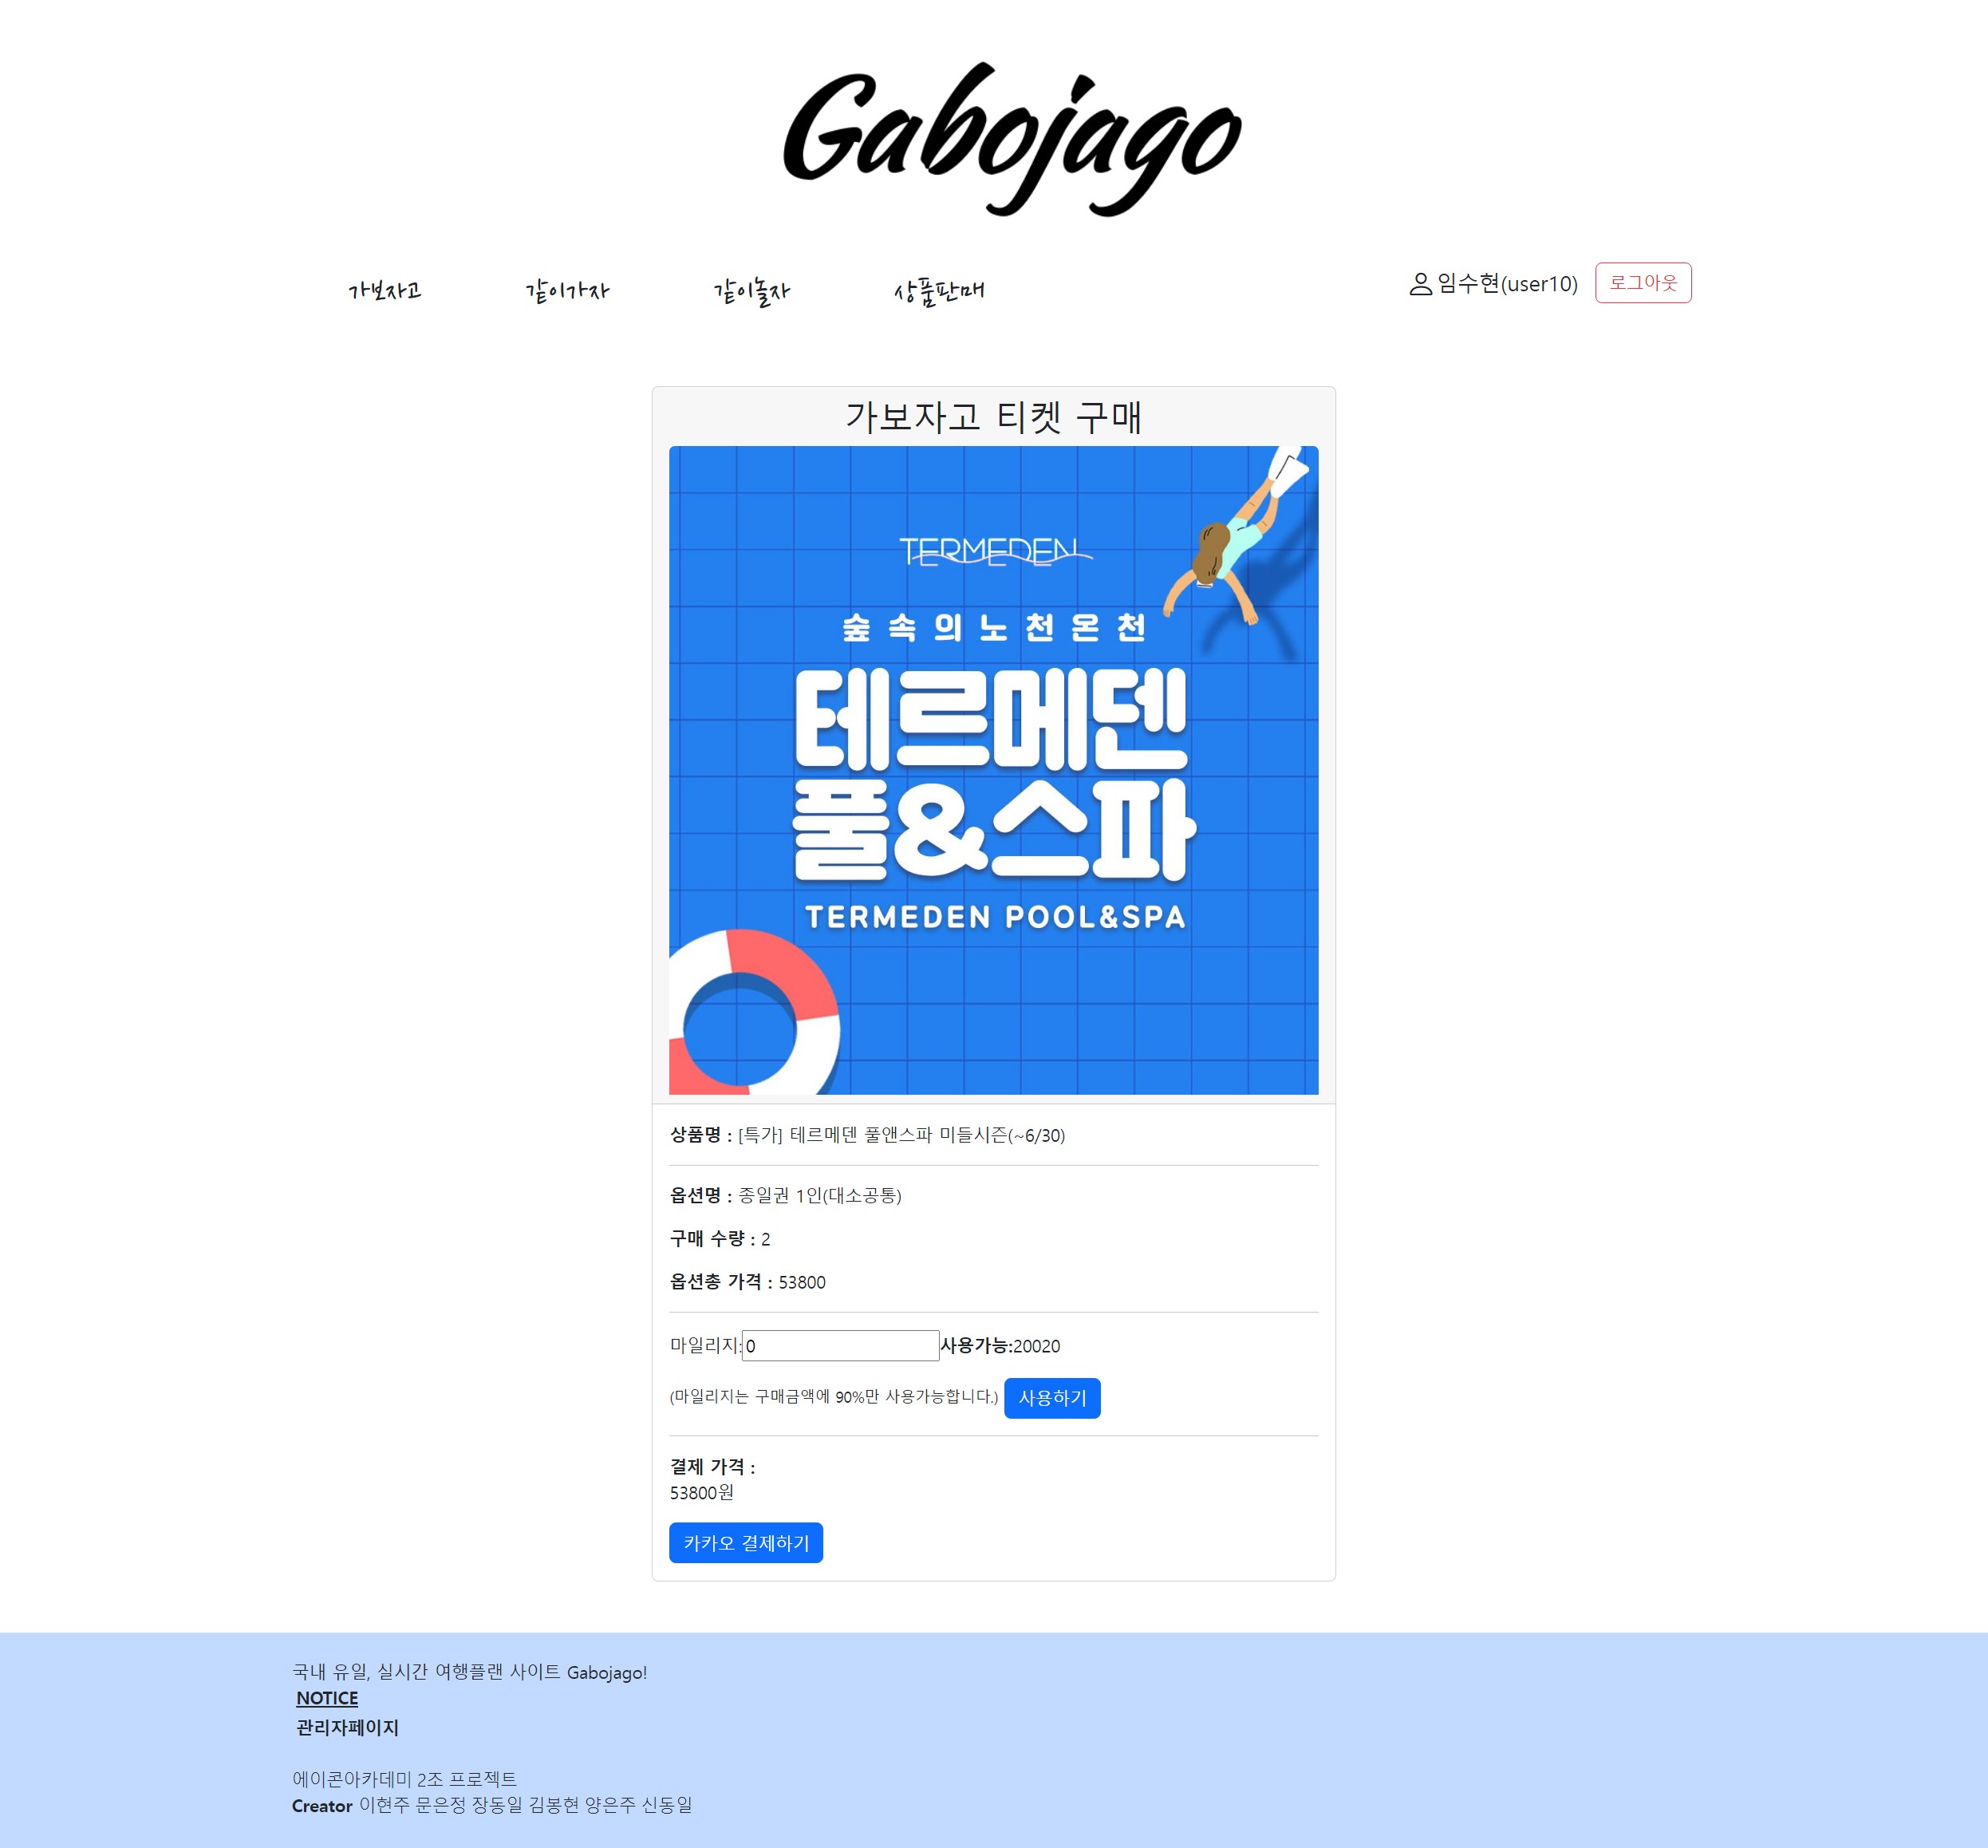 Gabojago
가보자고 같이가자 같이놀자 상품판매
임수현(user10) 로그아웃
가보자고 티켓 구매
TERMEDEN
숲속의노천온천
테르메덴
풀&스파
TERMEDEN POOL&SPA
상품명 : [특가] 테르메덴 풀앤스파 미들시즌(~6/30)
옵션명 : 종일권 1인(대소공통)
구매 수량 : 2
옵션총 가격 : 53800
마일리지:0 사용가능:20020
(마일리지는 구매금액에 90%만 사용가능합니다.) 사용하기
결제 가격 :
53800원
카카오 결제하기
국내 유일, 실시간 여행플랜 사이트 Gabojago!
NOTICE
관리자페이지
에이콘아카데미 2조 프로젝트
Creator 이현주 문은정 장동일 김봉현 양은주 신동일